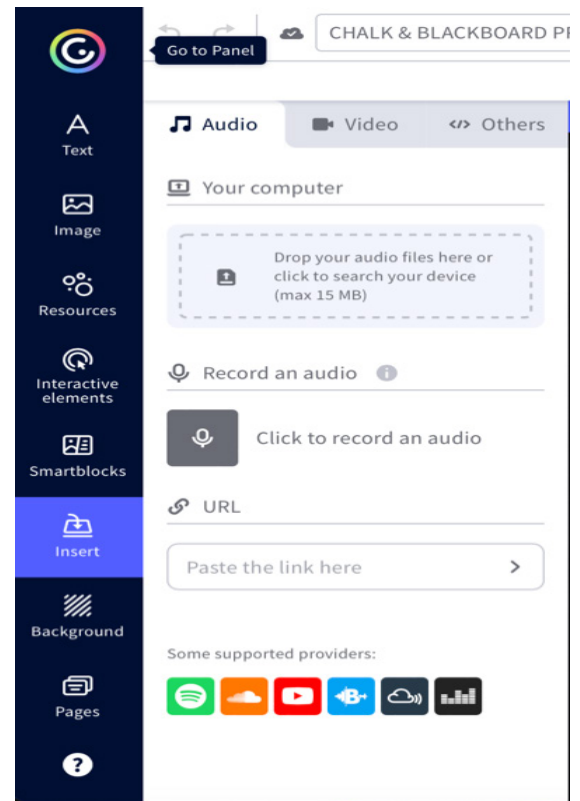 Go to Panel
CHALK & BLACKBOARD PR
Text
Image
Resources
Interactive
elements
Smartblocks
Insert
Background
Pages
?
Audio
Video
</> Others
Your computer
Drop your audio files here or
click to search your device
(max 15 MB)
Record an audio
Click to record an audio
URL
Paste the link here
Some supported providers: